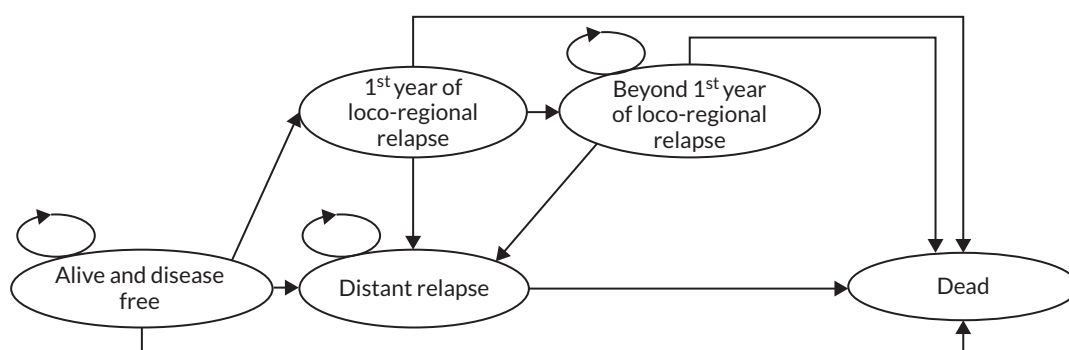 1st year of
loco-regional
relapse
Beyond 1st year
of loco-regional
relapse
Alive and disease
free
Distant relapse
Dead